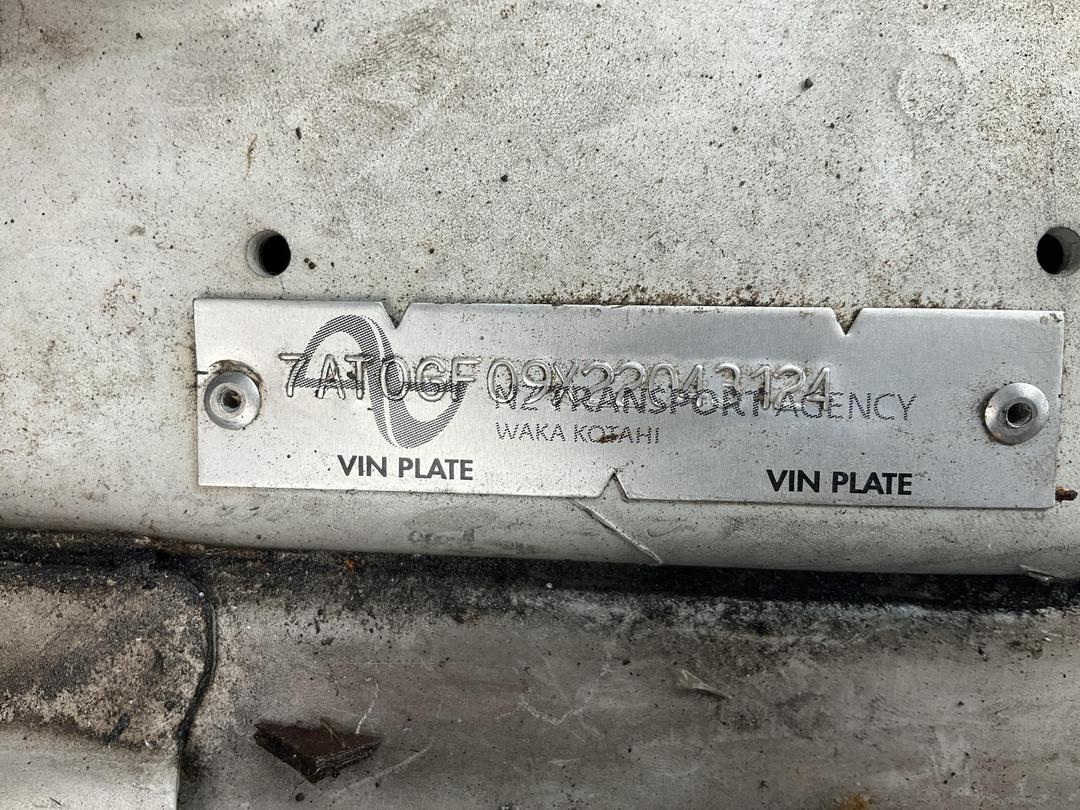 7AT0GF09X22043124
NZ TRANSPORT AGENCY
WAKA KOTAHI
VIN PLATE VIN PLATE